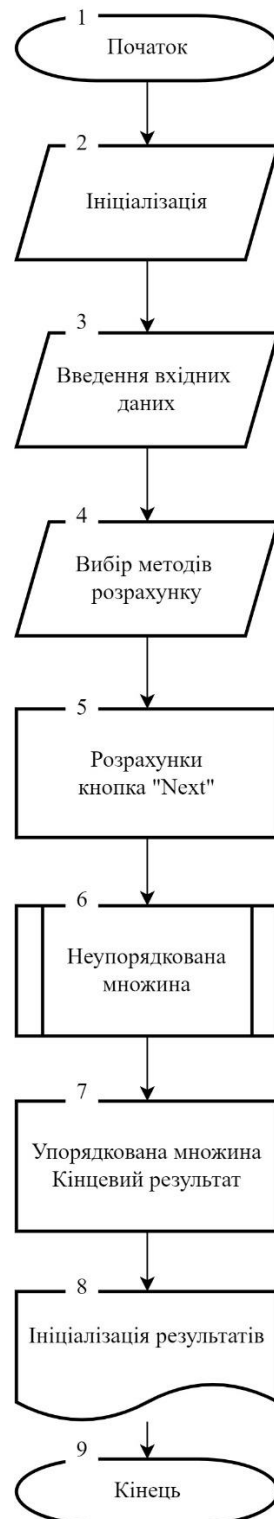 1
Початок
2
Ініціалізація
3
Введення вхідних
даних
4
Вибір методів
розрахунку
5
Розрахунки
кнопка "Next"
6
Неупорядкована
множина
7
Упорядкована множина
Кінцевий результат
8
Ініціалізація результатів
9
Кінець